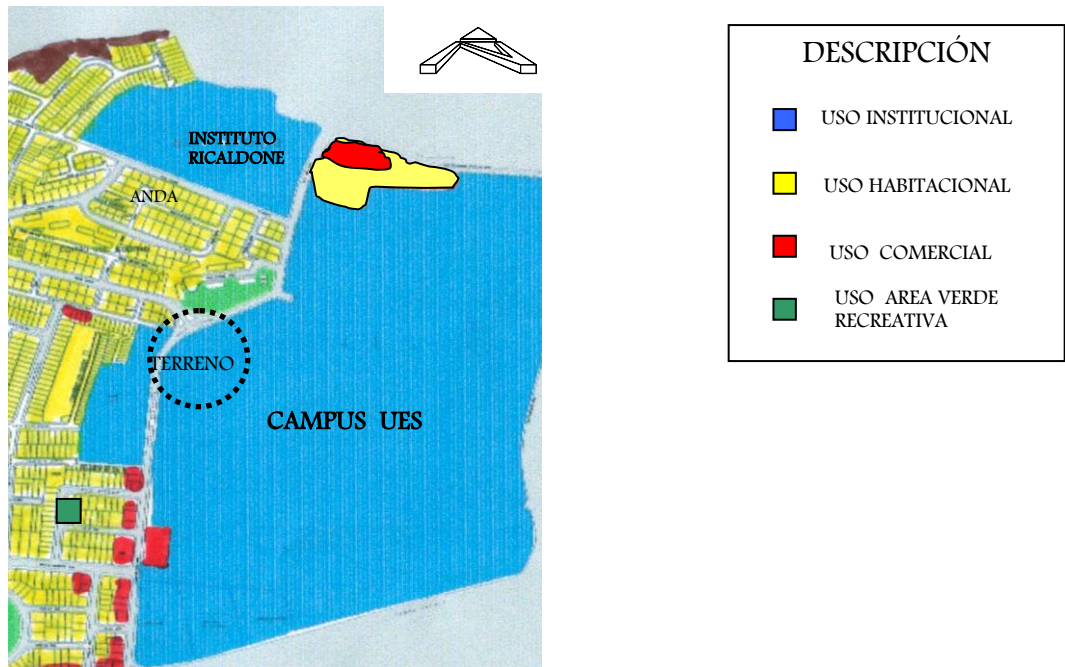 INSTITUTO
RICALDONE
ANDA
TERRENO
CAMPUS UES
DESCRIPCIÓN
USO INSTITUCIONAL
USO HABITACIONAL
USO COMERCIAL
USO AREA VERDE
RECREATIVA